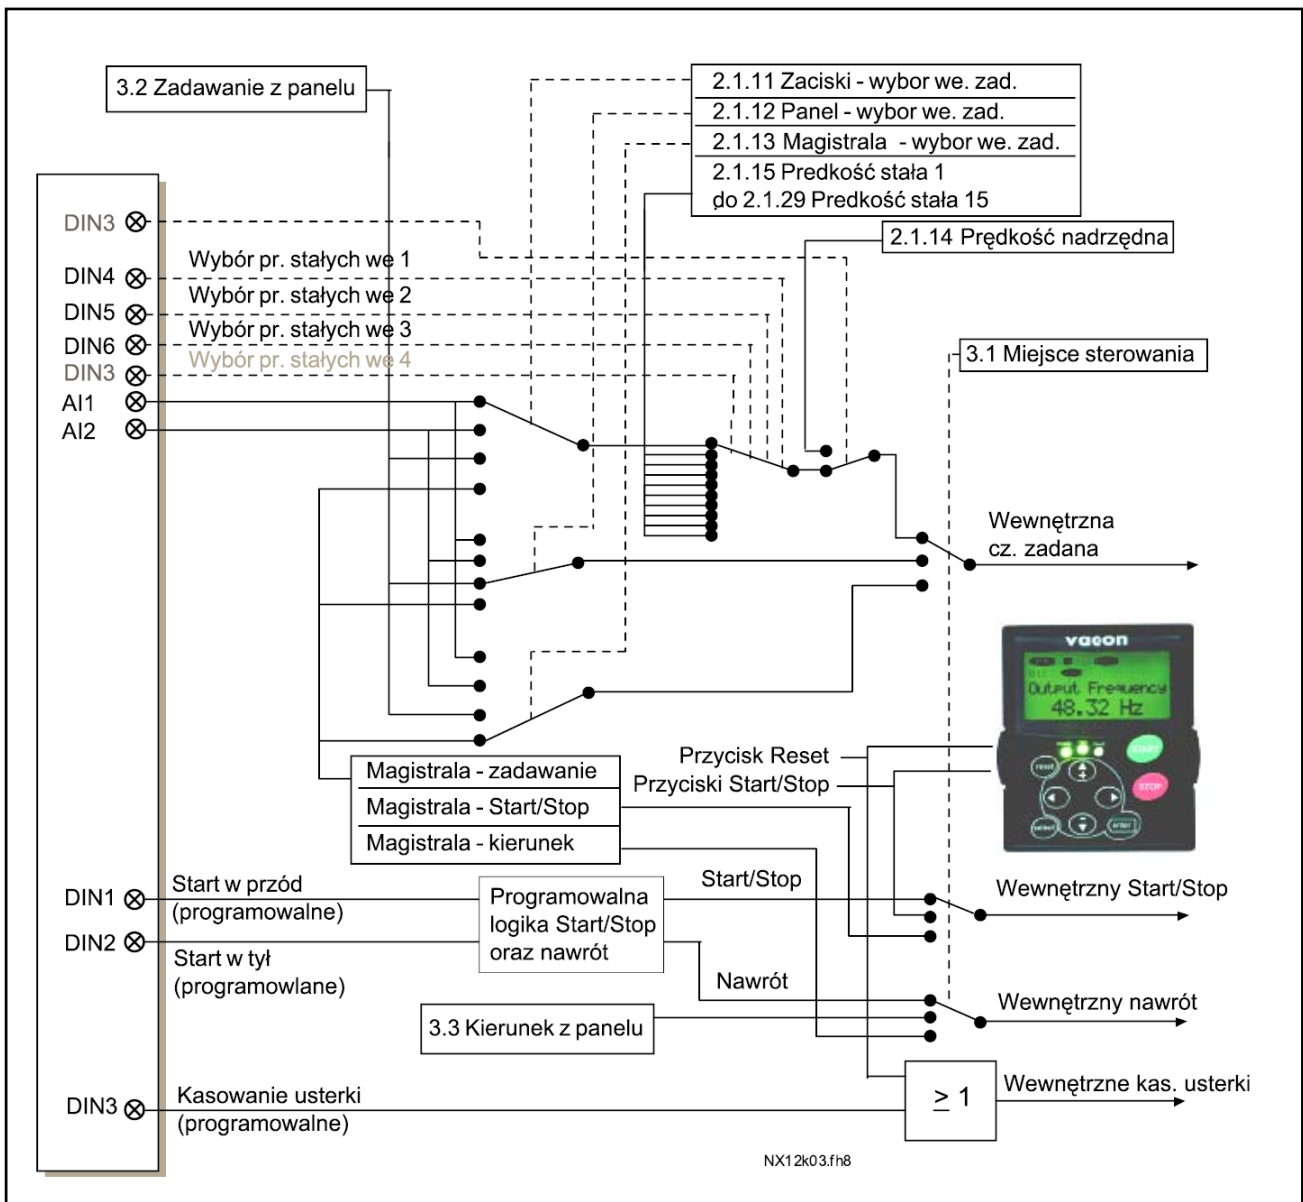 3.2 Zadawanie z panelu
2.1.11 Zaciski - wybor we. zad.
2.1.12 Panel - wybor we. zad.
2.1.13 Magistrala - wybor we. zad.
2.1.15 Predkość stała 1
do 2.1.29 Predkość stała 15
2.1.14 Prędkość nadrzędna
3.1 Miejsce sterowania
DIN3
DIN4
Wybór pr. stałych we 1
DIN5
Wybór pr. stałych we 2
DIN6
Wybór pr. stałych we 3
DIN3
Wybór pr. stałych we 4
AI1
AI2
Wewnętrzna
cz. zadana
vacon
Output Frequency
48.32 Hz
START
reset
STOP
select
enter
Przycisk Reset
Przyciski Start/Stop
Magistrala - zadawanie
Magistrala - Start/Stop
Magistrala - kierunek
DIN1
Start w przód
(programowalne)
DIN2
Start w tył
(programowlane)
Programowalna
logika Start/Stop
oraz nawrót
Start/Stop
Nawrót
Wewnętrzny Start/Stop
3.3 Kierunek z panelu
Wewnętrzny nawrót
DIN3
Kasowanie usterki
(programowalne)
≥ 1
Wewnętrzne kas. usterki
NX12k03.fh8